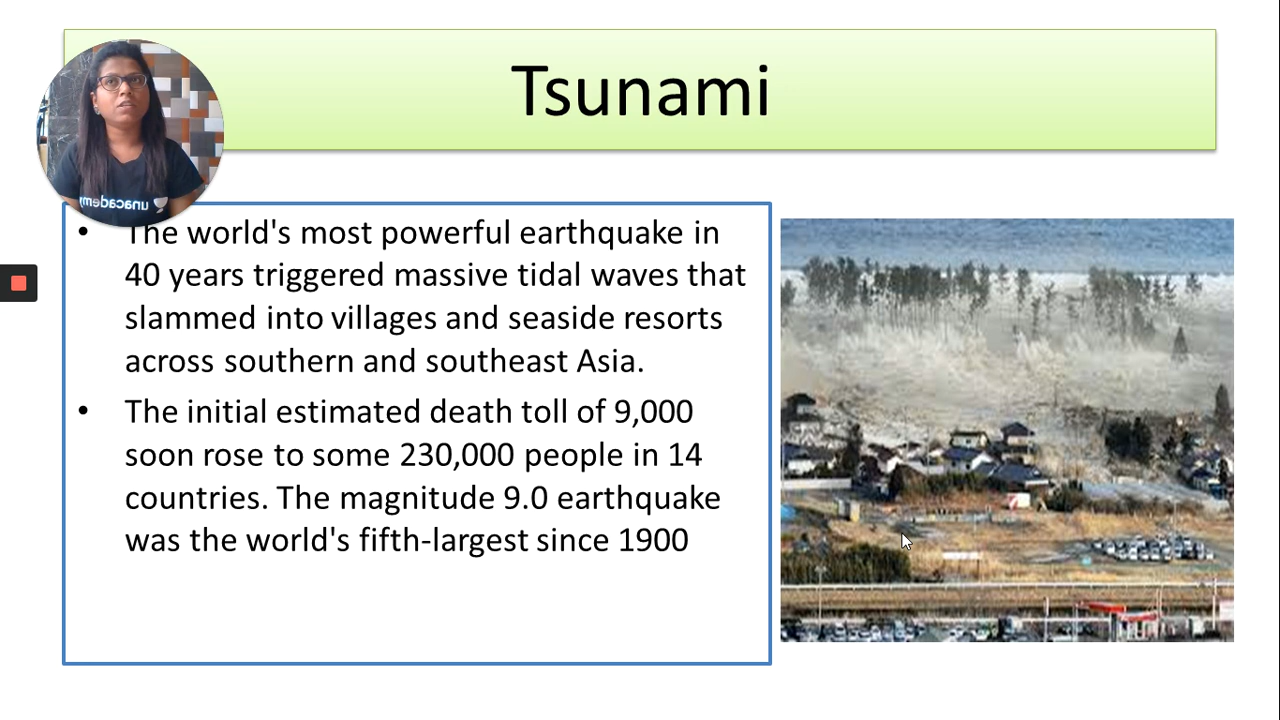 Tsunami
unacademy
• The world's most powerful earthquake in
40 years triggered massive tidal waves that
slammed into villages and seaside resorts
across southern and southeast Asia.
• The initial estimated death toll of 9,000
soon rose to some 230,000 people in 14
countries. The magnitude 9.0 earthquake
was the world's fifth-largest since 1900